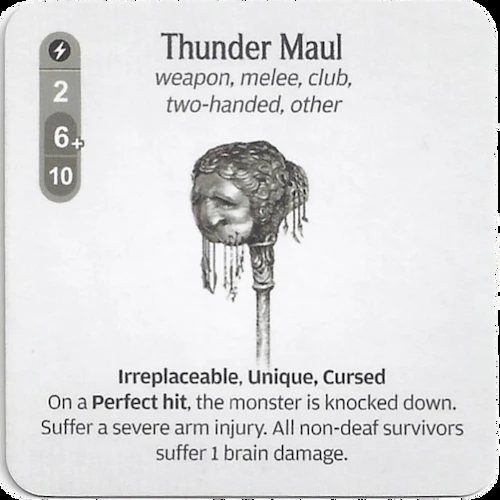 Thunder Maul
weapon, melee, club,
two-handed, other
2
6+
10
Irreplaceable, Unique, Cursed
On a Perfect hit, the monster is knocked down.
Suffer a severe arm injury. All non-deaf survivors
suffer 1 brain damage.